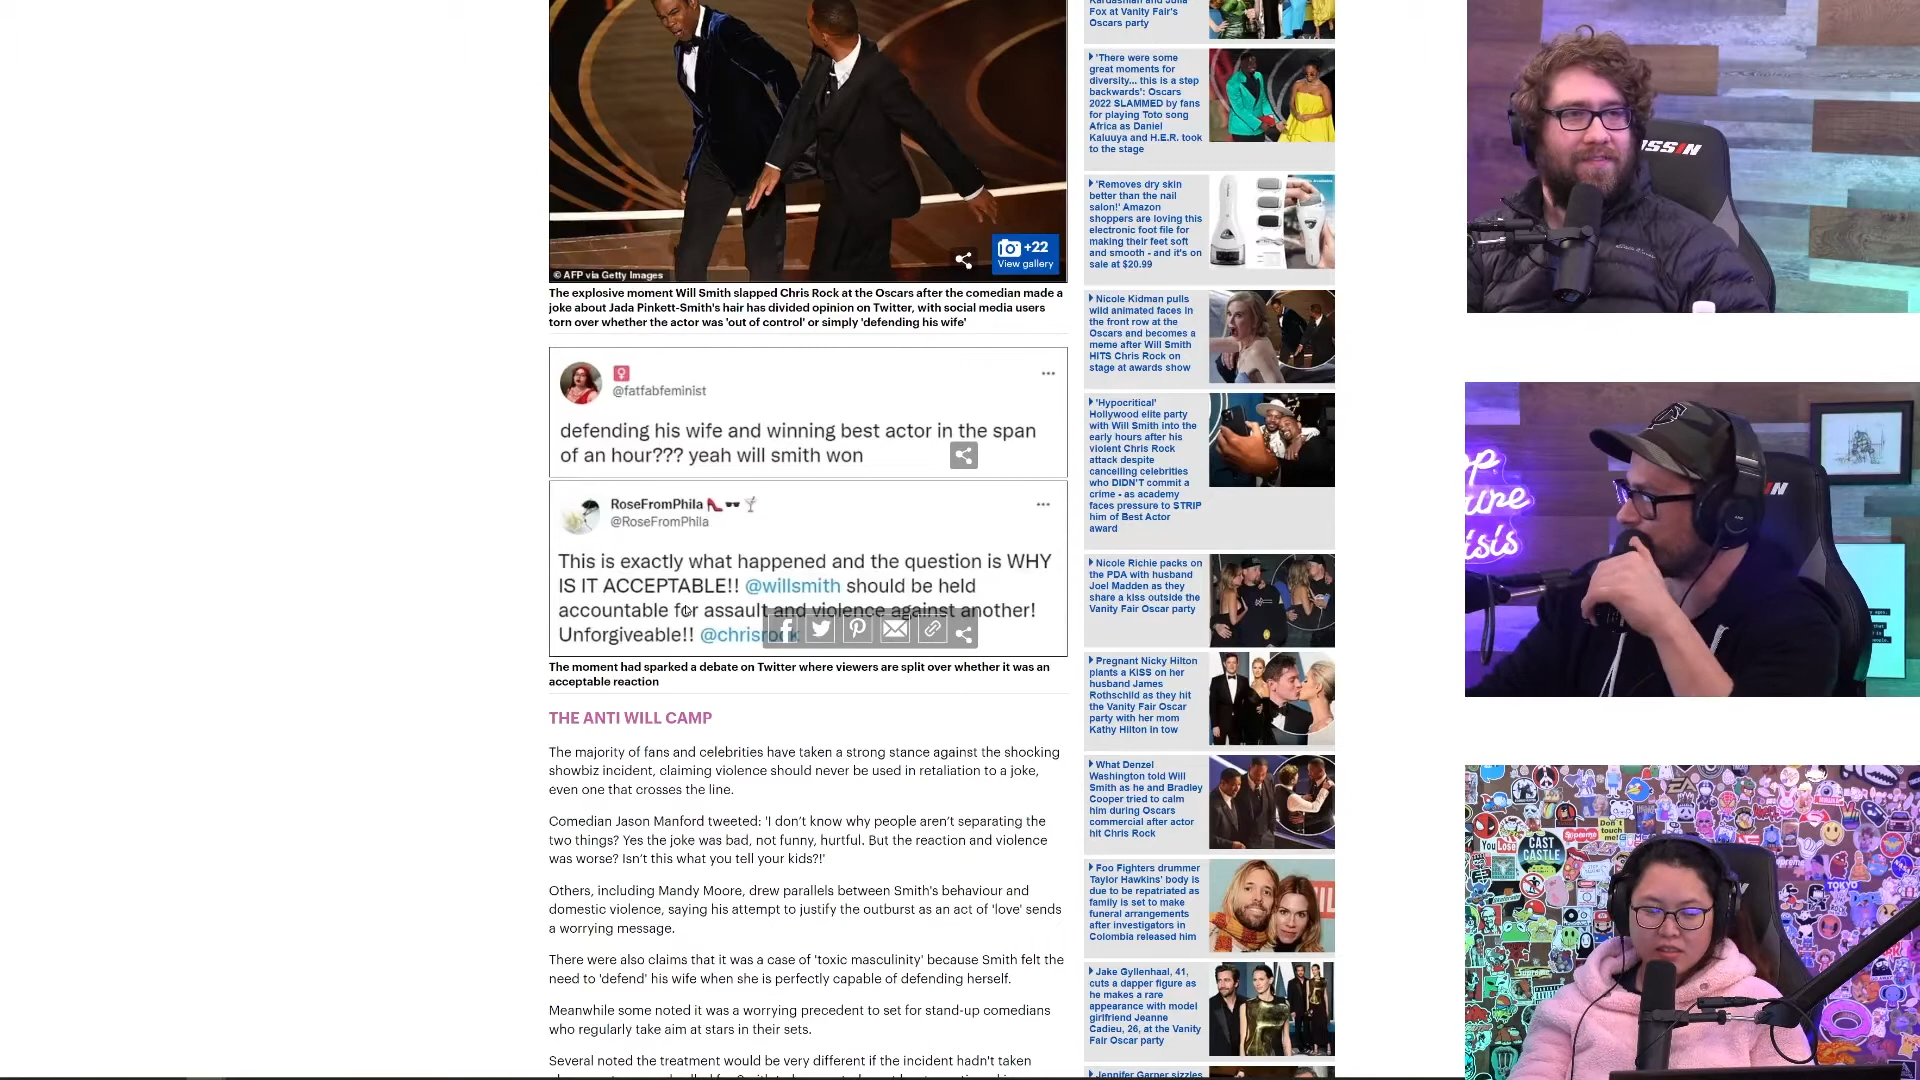 © AFP via Getty Images
+22
View gallery
The explosive moment Will Smith slapped Chris Rock at the Oscars after the comedian made a
joke about Jada Pinkett-Smith's hair has divided opinion on Twitter, with social media users
torn over whether the actor was 'out of control' or simply 'defending his wife'
@fatfabfeminist
defending his wife and winning best actor in the span
of an hour??? yeah will smith won
RoseFromPhila
@RoseFromPhila
This is exactly what happened and the question is WHY
IS IT ACCEPTABLE!! @willsmith should be held
accountable for assault and violence against another!
Unforgiveable!! @chrisrock
The moment had sparked a debate on Twitter where viewers are split over whether it was an
acceptable reaction
THE ANTI WILL CAMP
The majority of fans and celebrities have taken a strong stance against the shocking
showbiz incident, claiming violence should never be used in retaliation to a joke,
even one that crosses the line.
Comedian Jason Manford tweeted: 'I don't know why people aren't separating the
two things? Yes the joke was bad, not funny, hurtful. But the reaction and violence
was worse? Isn't this what you tell your kids?!'
Others, including Mandy Moore, drew parallels between Smith's behaviour and
domestic violence, saying his attempt to justify the outburst as an act of 'love' sends
a worrying message.
There were also claims that it was a case of 'toxic masculinity' because Smith felt the
need to 'defend' his wife when she is perfectly capable of defending herself.
Meanwhile some noted it was a worrying precedent to set for stand-up comedians
who regularly take aim at stars in their sets.
Several noted the treatment would be very different if the incident hadn't taken
Kardashian and Julia
Fox at Vanity Fair's
Oscars party
'There were some
great moments for
diversity... this is a step
backwards': Oscars
2022 SLAMMED by fans
for playing Toto song
Africa as Daniel
Kaluuya and H.E.R. took
to the stage
'Removes dry skin
better than the nail
salon!' Amazon
shoppers are loving this
electronic foot file for
making their feet soft
and smooth - and it's on
sale at $20.99
Nicole Kidman pulls
wild animated faces in
the front row at the
Oscars and becomes a
meme after Will Smith
HITS Chris Rock on
stage at awards show
'Hypocritical'
Hollywood elite party
with Will Smith into the
early hours after his
violent Chris Rock
attack despite
cancelling celebrities
who DIDN'T commit a
crime - as academy
faces pressure to STRIP
him of Best Actor
award
Nicole Richie packs on
the PDA with husband
Joel Madden as they
share a kiss outside the
Vanity Fair Oscar party
Pregnant Nicky Hilton
plants a KISS on her
husband James
Rothschild as they hit
the Vanity Fair Oscar
party with her mom
Kathy Hilton in tow
What Denzel
Washington told Will
Smith as he and Bradley
Cooper tried to calm
him during Oscars
commercial after actor
hit Chris Rock
Foo Fighters drummer
Taylor Hawkins' body is
due to be repatriated as
family is set to make
funeral arrangements
after investigators in
Colombia released him
Jake Gyllenhaal, 41,
cuts a dapper figure as
he makes a rare
appearance with model
girlfriend Jeanne
Cadieu, 26, at the Vanity
Fair Oscar party
Jennifer Garner sizzles
You Lose
CAST
CASTLE
Supreme
Don't
touch
me!
EA
TOKYO
Supreme